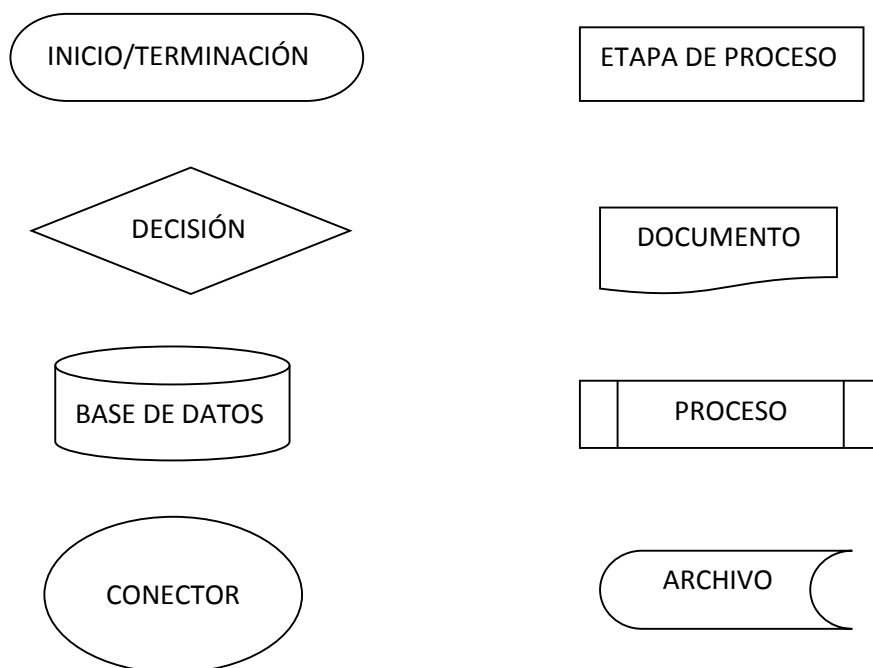 INICIO/TERMINACIÓN
ETAPA DE PROCESO
DECISIÓN
DOCUMENTO
BASE DE DATOS
PROCESO
CONECTOR
ARCHIVO